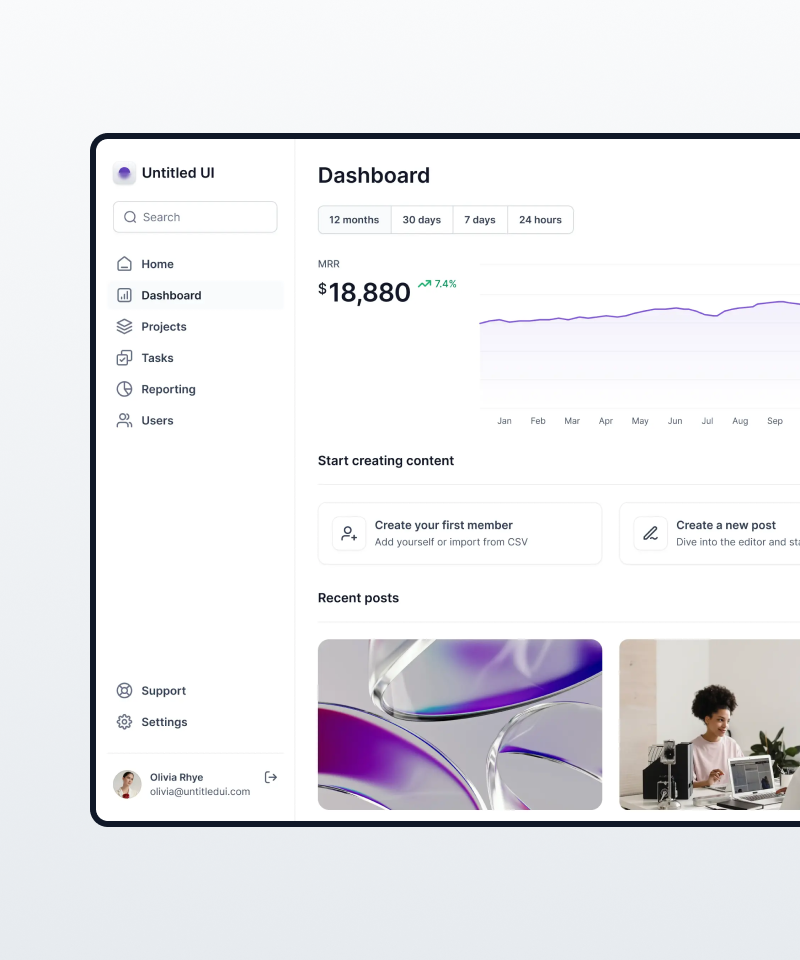 Untitled UI
Search
Home
Dashboard
Projects
Tasks
Reporting
Users
Support
Settings
Olivia Rhye
olivia@untitledui.com
Dashboard
12 months
30 days
7 days
24 hours
MRR
$18,880
7.4%
Jan Feb Mar Apr May Jun Jul Aug Sep
Start creating content
Create your first member
Add yourself or import from CSV
Create a new post
Dive into the editor and sta
Recent posts